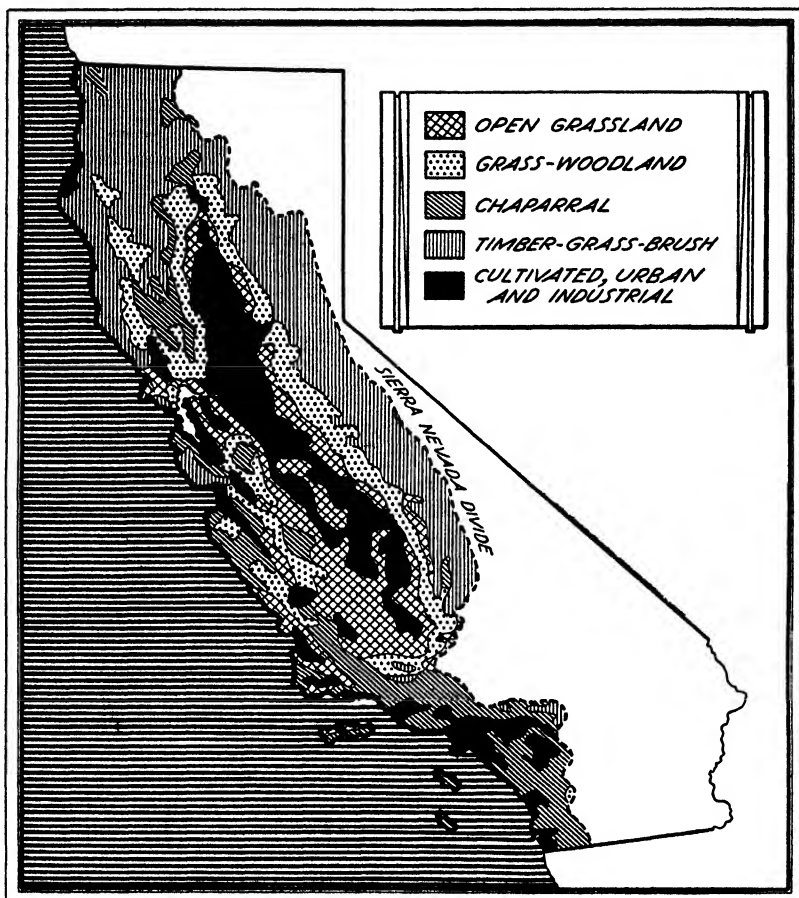 OPEN GRASSLAND
GRASS-WOODLAND
CHAPARRAL
TIMBER-GRASS-BRUSH
CULTIVATED, URBAN
AND INDUSTRIAL
SIERRA NEVADA DIVIDE